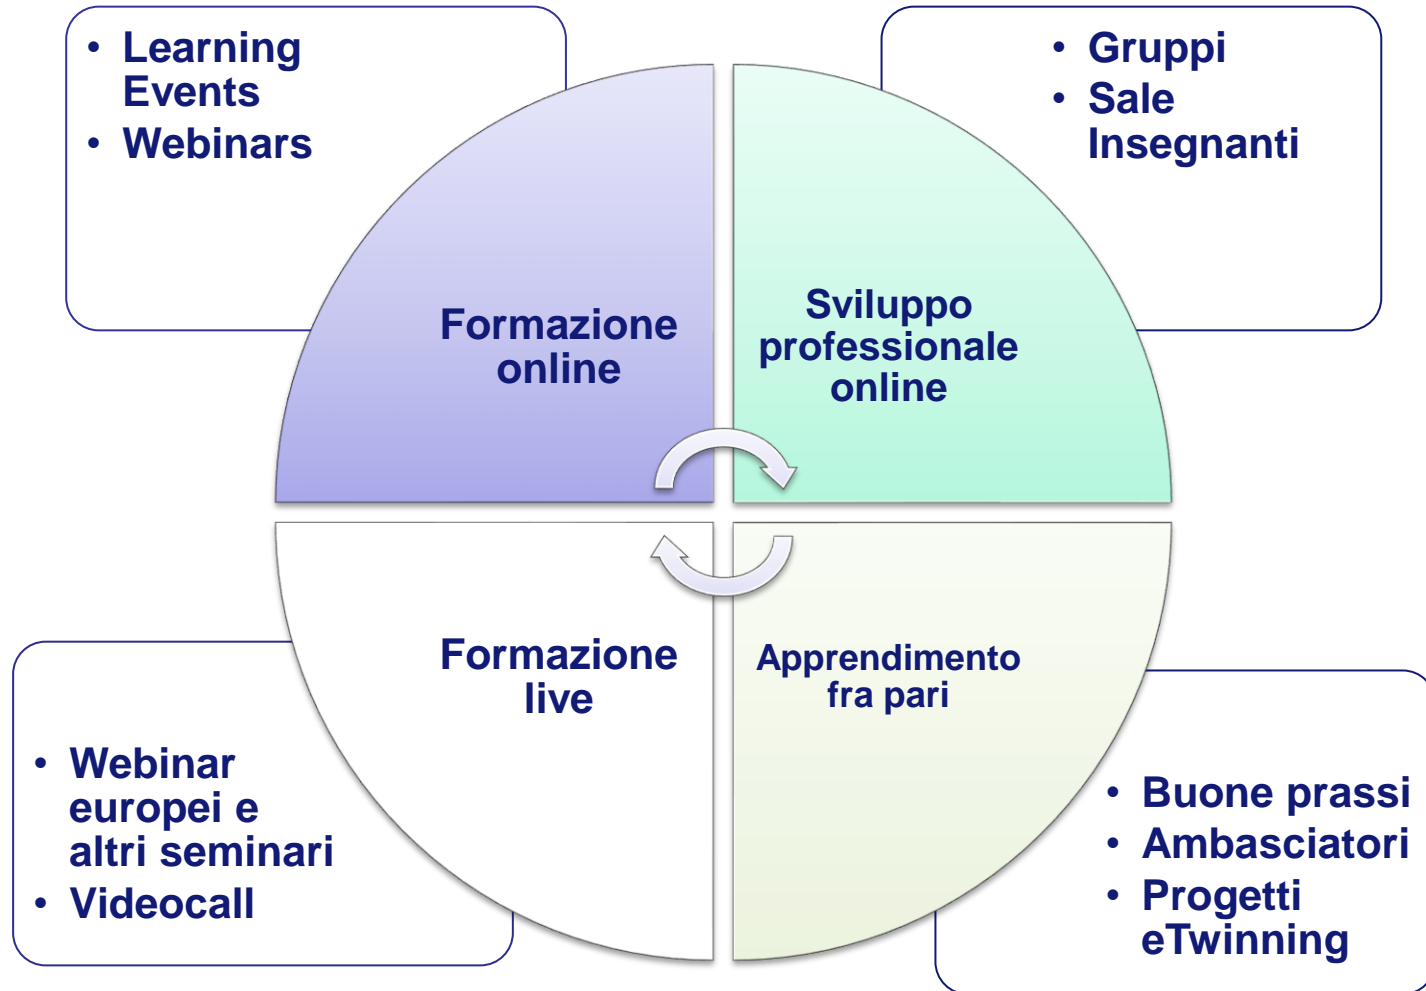 • Learning
Events
• Webinars
• Gruppi
• Sale
Insegnanti
Formazione
online
Sviluppo
professionale
online
Formazione
live
Apprendimento
fra pari
• Webinar
europei e
altri seminari
• Videocall
• Buone prassi
• Ambasciatori
• Progetti
eTwinning